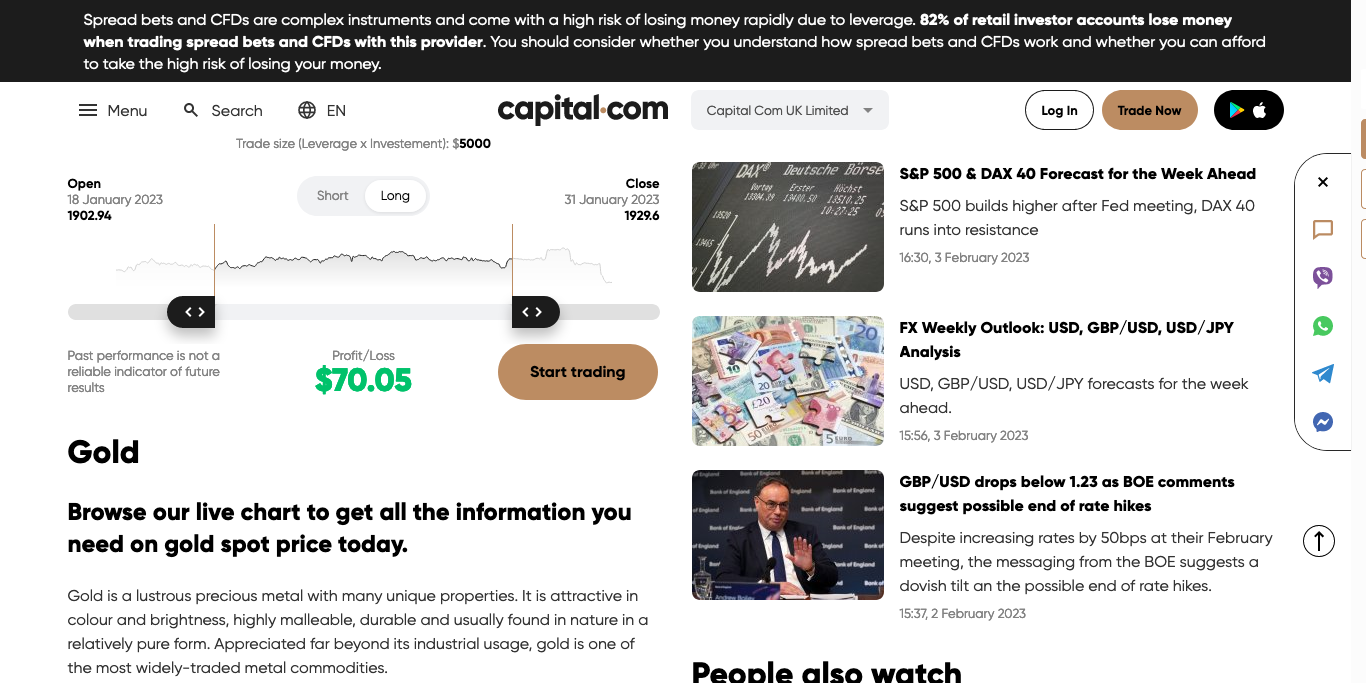 Spread bets and CFDs are complex instruments and come with a high risk of losing money rapidly due to leverage. 82% of retail investor accounts lose money
when trading spread bets and CFDs with this provider. You should consider whether you understand how spread bets and CFDs work and whether you can afford
to take the high risk of losing your money.
Menu
Search
EN
capital.com
Capital Com UK Limited
Log In
Trade Now
Trade size (Leverage x Investement): $5000
Open
18 January 2023
1902.94
Short
Long
Close
31 January 2023
1929.6
Past performance is not a
reliable indicator of future
results
Profit/Loss
$70.05
Start trading
Gold
Browse our live chart to get all the information you
need on gold spot price today.
Gold is a lustrous precious metal with many unique properties. It is attractive in
colour and brightness, highly malleable, durable and usually found in nature in a
relatively pure form. Appreciated far beyond its industrial usage, gold is one of
the most widely-traded metal commodities.
DAX® Deutsche Börse
Vortag Erster Höchst
10:27:25
S&P 500 & DAX 40 Forecast for the Week Ahead
S&P 500 builds higher after Fed meeting, DAX 40
runs into resistance
16:30, 3 February 2023
FX Weekly Outlook: USD, GBP/USD, USD/JPY
Analysis
USD, GBP/USD, USD/JPY forecasts for the week
ahead.
15:56, 3 February 2023
£20
5 EURO
Bank of England
GBP/USD drops below 1.23 as BOE comments
suggest possible end of rate hikes
Despite increasing rates by 50bps at their February
meeting, the messaging from the BOE suggests a
dovish tilt an the possible end of rate hikes.
15:37, 2 February 2023
People also watch